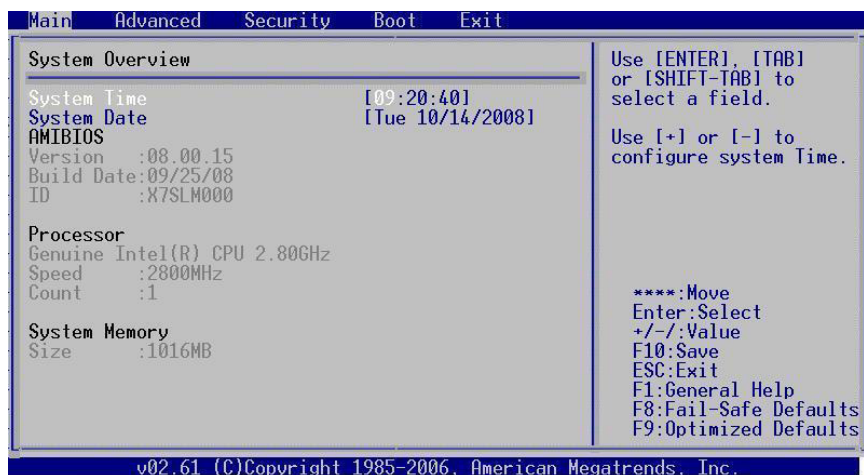 Main Advanced Security Boot Exit
System Overview
System Time [09:20:40]
System Date [Tue 10/14/2008]
AMIBIOS
Version :08.00.15
Build Date:09/25/08
ID :X7SLM000
Processor
Genuine Intel(R) CPU 2.80GHz
Speed :2800MHz
Count :1
System Memory
Size :1016MB
Use [ENTER], [TAB]
or [SHIFT-TAB] to
select a field.
Use [+] or [-] to
configure system Time.
****:Move
Enter:Select
+/-/:Value
F10:Save
ESC:Exit
F1:General Help
F8:Fail-Safe Defaults
F9:Optimized Defaults
v02.61 (C)Copyright 1985-2006, American Megatrends, Inc.